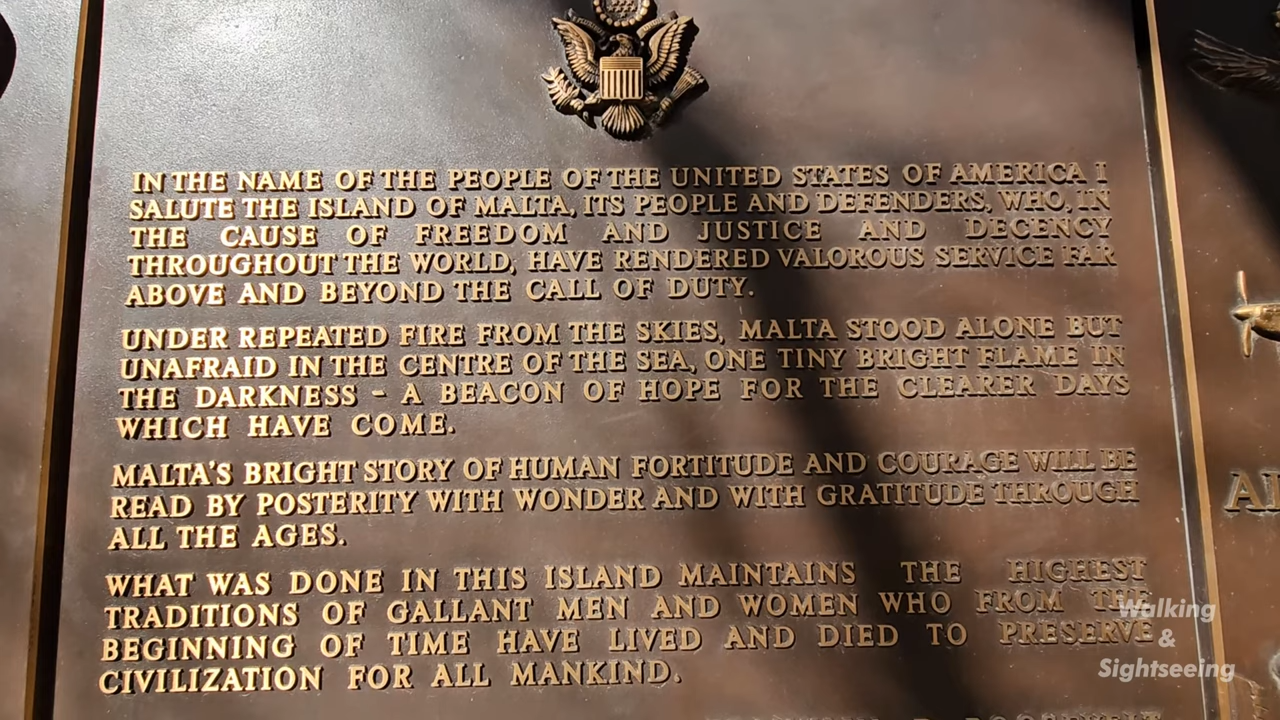 IN THE NAME OF THE PEOPLE OF THE UNITED STATES OF AMERICA I
SALUTE THE ISLAND OF MALTA, ITS PEOPLE AND DEFENDERS, WHO, IN
THE CAUSE OF FREEDOM AND JUSTICE AND DECENCY
THROUGHOUT THE WORLD, HAVE RENDERED VALOROUS SERVICE FAR
ABOVE AND BEYOND THE CALL OF DUTY.
UNDER REPEATED FIRE FROM THE SKIES, MALTA STOOD ALONE BUT
UNAFRAID IN THE CENTRE OF THE SEA, ONE TINY BRIGHT FLAME IN
THE DARKNESS - A BEACON OF HOPE FOR THE CLEARER DAYS
WHICH HAVE COME.
MALTA'S BRIGHT STORY OF HUMAN FORTITUDE AND COURAGE WILL BE
READ BY POSTERITY WITH WONDER AND WITH GRATITUDE THROUGH
ALL THE AGES.
WHAT WAS DONE IN THIS ISLAND MAINTAINS THE HIGHEST
TRADITIONS OF GALLANT MEN AND WOMEN WHO FROM THE
BEGINNING OF TIME HAVE LIVED AND DIED TO PRESERVE
CIVILIZATION FOR ALL MANKIND.
Walking
&
Sightseeing